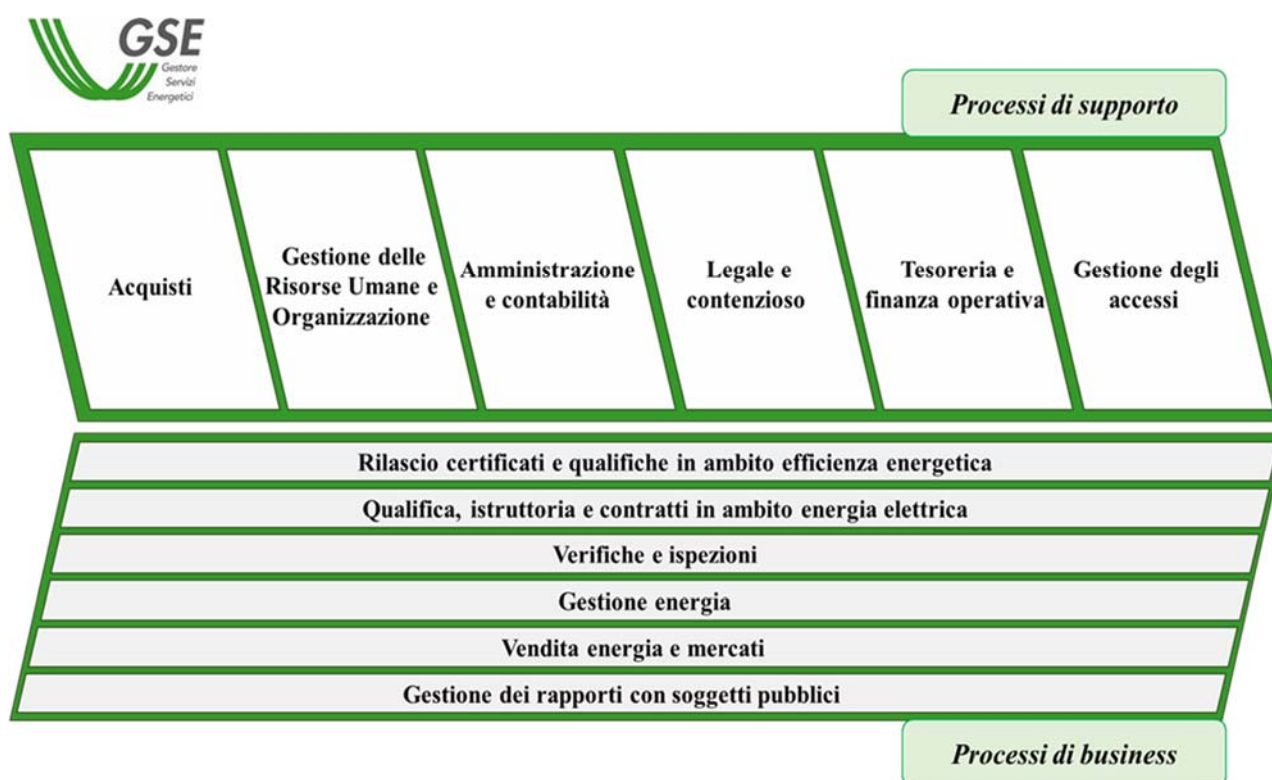 GSE
Gestore
Servizi
Energetici
Processi di supporto
Acquisti
Gestione delle
Risorse Umane e
Organizzazione
Amministrazione
e contabilità
Legale e
contenzioso
Tesoreria e
finanza operativa
Gestione degli
accessi
Rilascio certificati e qualifiche in ambito efficienza energetica
Qualifica, istruttoria e contratti in ambito energia elettrica
Verifiche e ispezioni
Gestione energia
Vendita energia e mercati
Gestione dei rapporti con soggetti pubblici
Processi di business